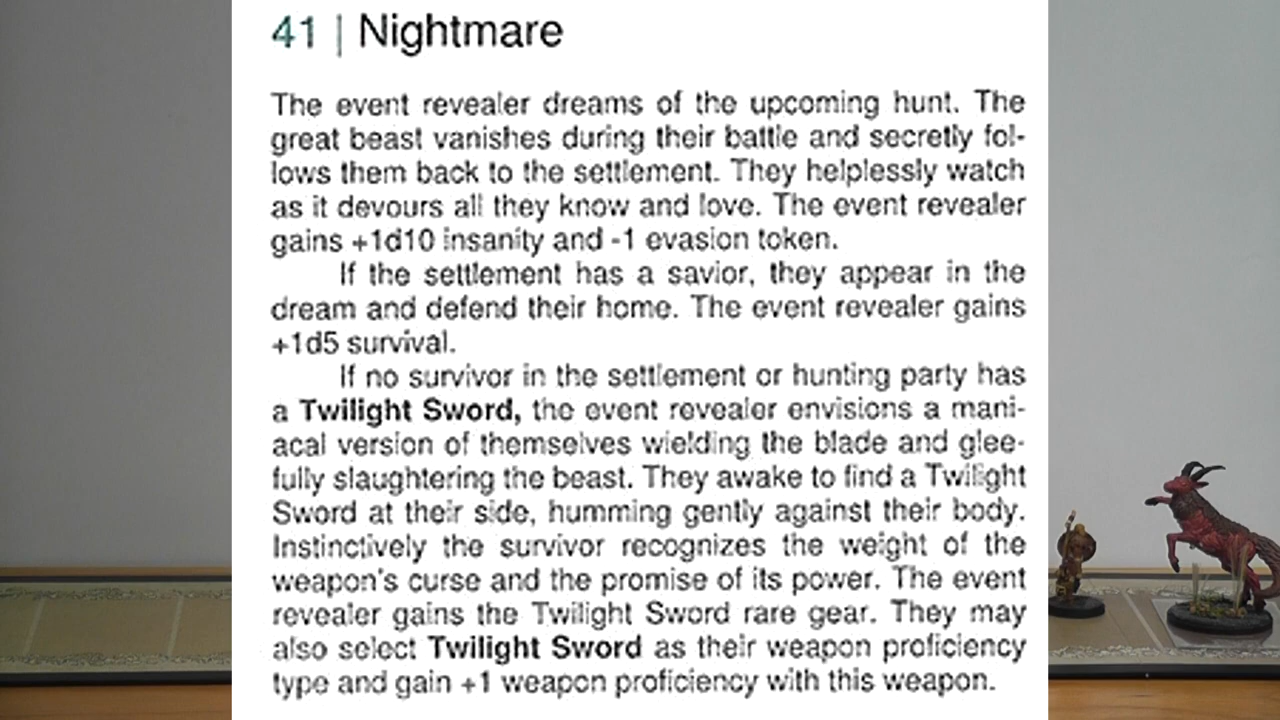 41 | Nightmare
The event revealer dreams of the upcoming hunt. The
great beast vanishes during their battle and secretly fol-
lows them back to the settlement. They helplessly watch
as it devours all they know and love. The event revealer
gains +1d10 insanity and -1 evasion token.
If the settlement has a savior, they appear in the
dream and defend their home. The event revealer gains
+1d5 survival.
If no survivor in the settlement or hunting party has
a Twilight Sword, the event revealer envisions a mani-
acal version of themselves wielding the blade and glee-
fully slaughtering the beast. They awake to find a Twilight
Sword at their side, humming gently against their body.
Instinctively the survivor recognizes the weight of the
weapon's curse and the promise of its power. The event
revealer gains the Twilight Sword rare gear. They may
also select Twilight Sword as their weapon proficiency
type and gain +1 weapon proficiency with this weapon.